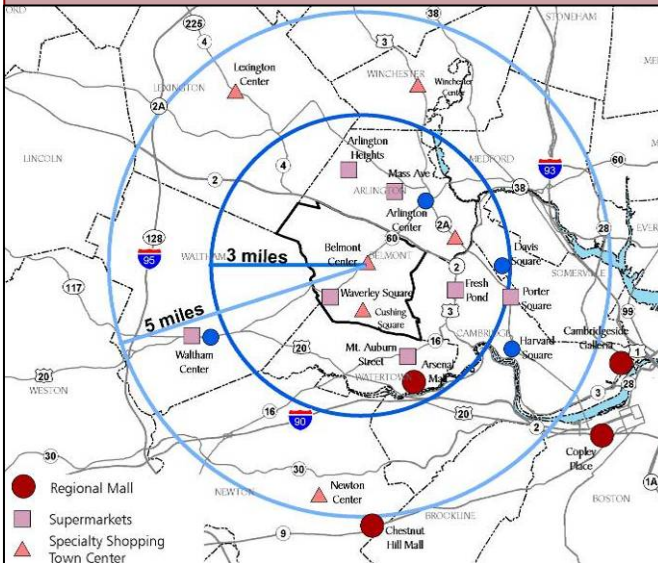 ORD
STONEHAM
225
4
3
38
Lexington
Center
LEXINGTON
WINCHESTER
Winchester
Center
2A
LINCOLN
Arlington
Heights
Mass Ave
MEDFORD
93
60
2
4
ARLINGTON
38
Arlington
Center
2A
128
95
28
60
Belmont
Center
BELMONT
WALTHAM
3 miles
2
Davis
Square
SOMERVILLE
EVER
117
5 miles
Waverley Square
Cushing
Square
Fresh
Pond
3
Porter
Square
99
20
Waltham
Center
20
16
CAMBRIDGE
Mt. Auburn
Street
Harvard
Square
Cambridgeside
Galleria
1
28
20
WESTON
WATERTOWN
Arsenal
Mall
16
90
20
3
2
Copley
Place
30
30
1A
NEWTON
Newton
Center
BOSTON
BROOKLINE
9
Chestnut
Hill Mall
Regional Mall
Supermarkets
Specialty Shopping
Town Center